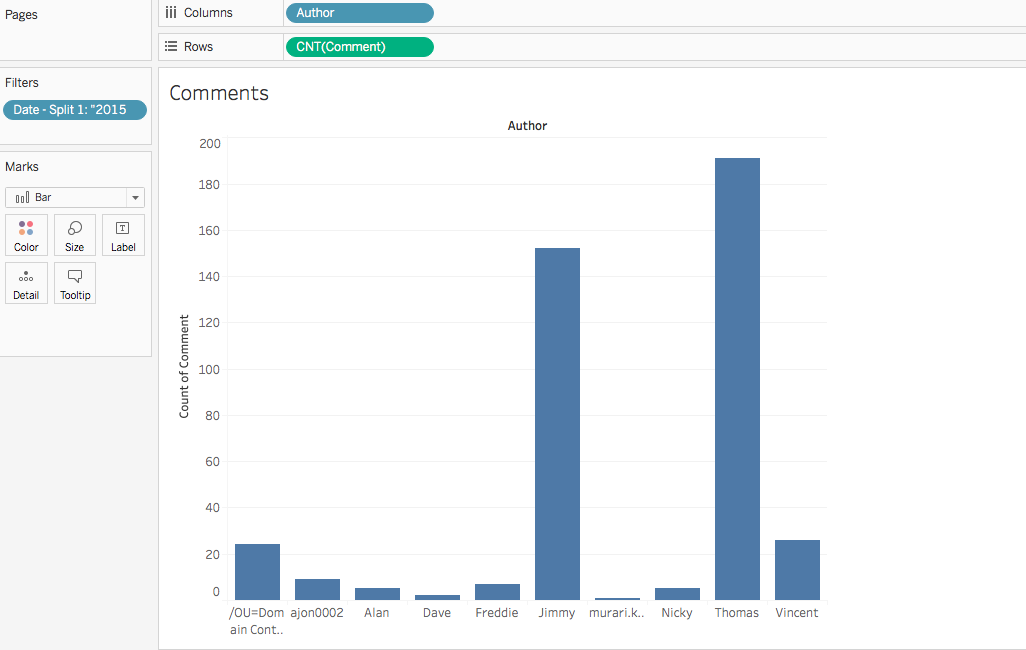 Pages
Columns
Author
Rows
CNT(Comment)
Filters
Date - Split 1: "2015
Marks
Bar
Color
Size
Label
Detail
Tooltip
Comments
Author
Count of Comment
200
180
160
140
120
100
80
60
40
20
0
/OU=Dom
ain Cont..
ajon0002
Alan
Dave
Freddie
Jimmy
murari.k..
Nicky
Thomas
Vincent